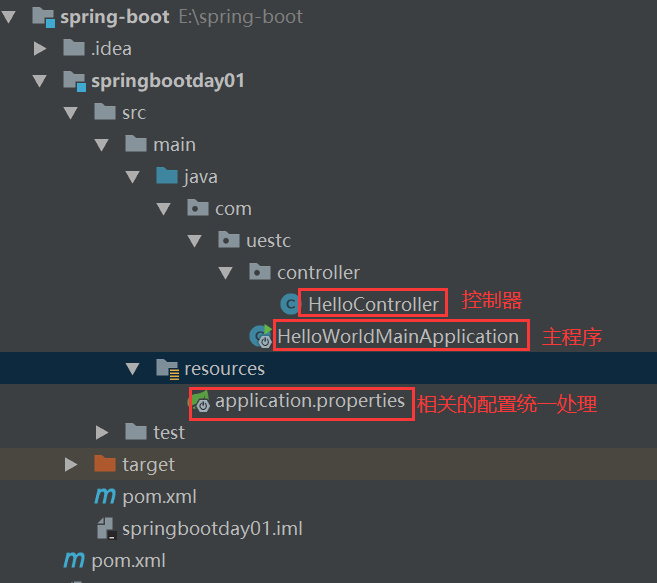 spring-boot E:\spring-boot
.idea
springbootday01
src
main
java
com
uestc
controller
HelloController 控制器
HelloWorldMainApplication 主程序
resources
application.properties 相关的配置统一处理
test
target
pom.xml
springbootday01.iml
pom.xml